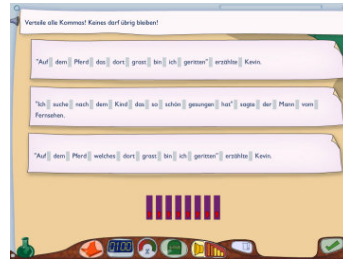 Verteile alle Kommas! Keines darf übrig bleiben!
"Auf dem Pferd das dort grast bin ich geritten" erzählte Kevin.
"Ich suche nach dem Kind das so schön gesungen hat" sagte der Mann vom
Fernsehen.
"Auf dem Pferd welches dort grast bin ich geritten" erzählte Kevin.